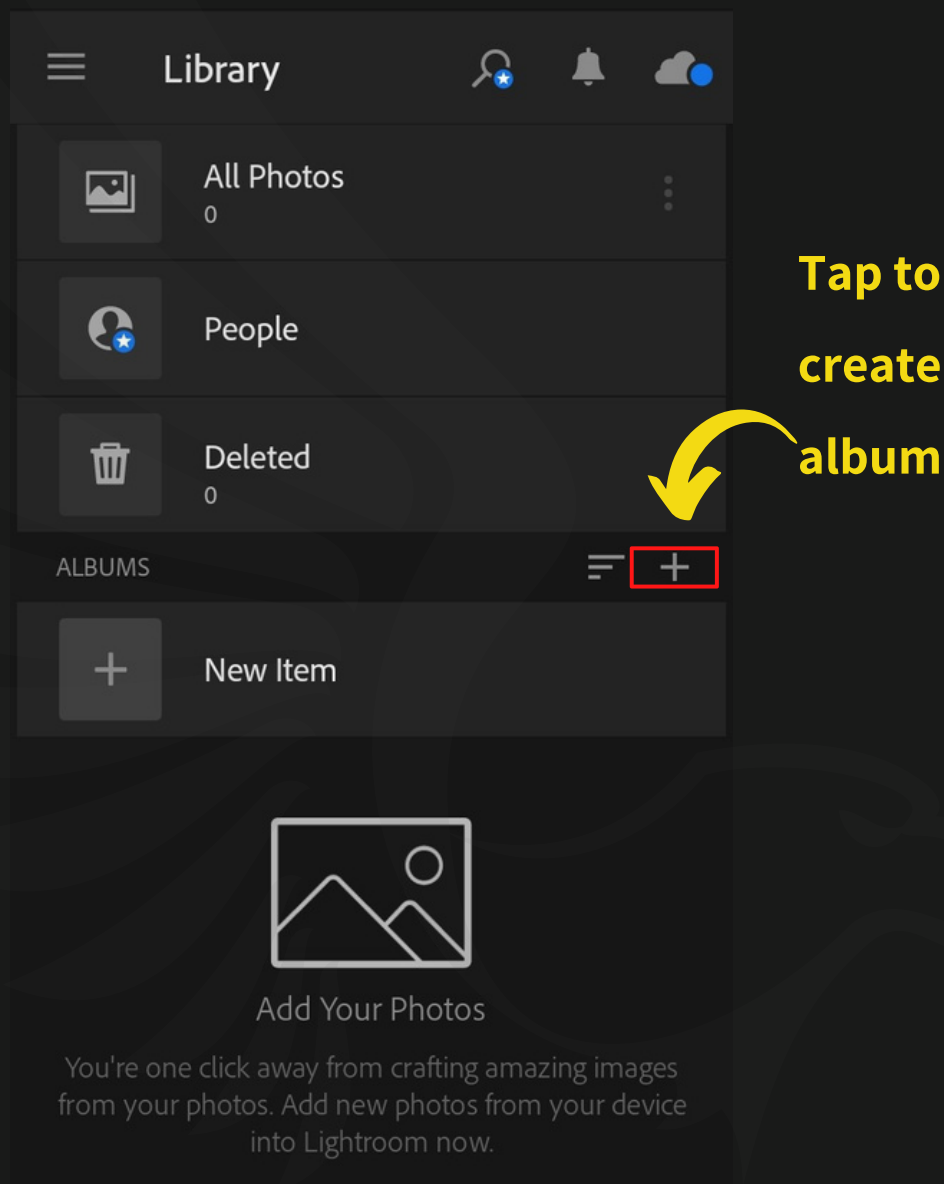 Library
All Photos
0
People
Deleted
0
Tap to
create
album
ALBUMS
New Item
Add Your Photos
You're one click away from crafting amazing images
from your photos. Add new photos from your device
into Lightroom now.